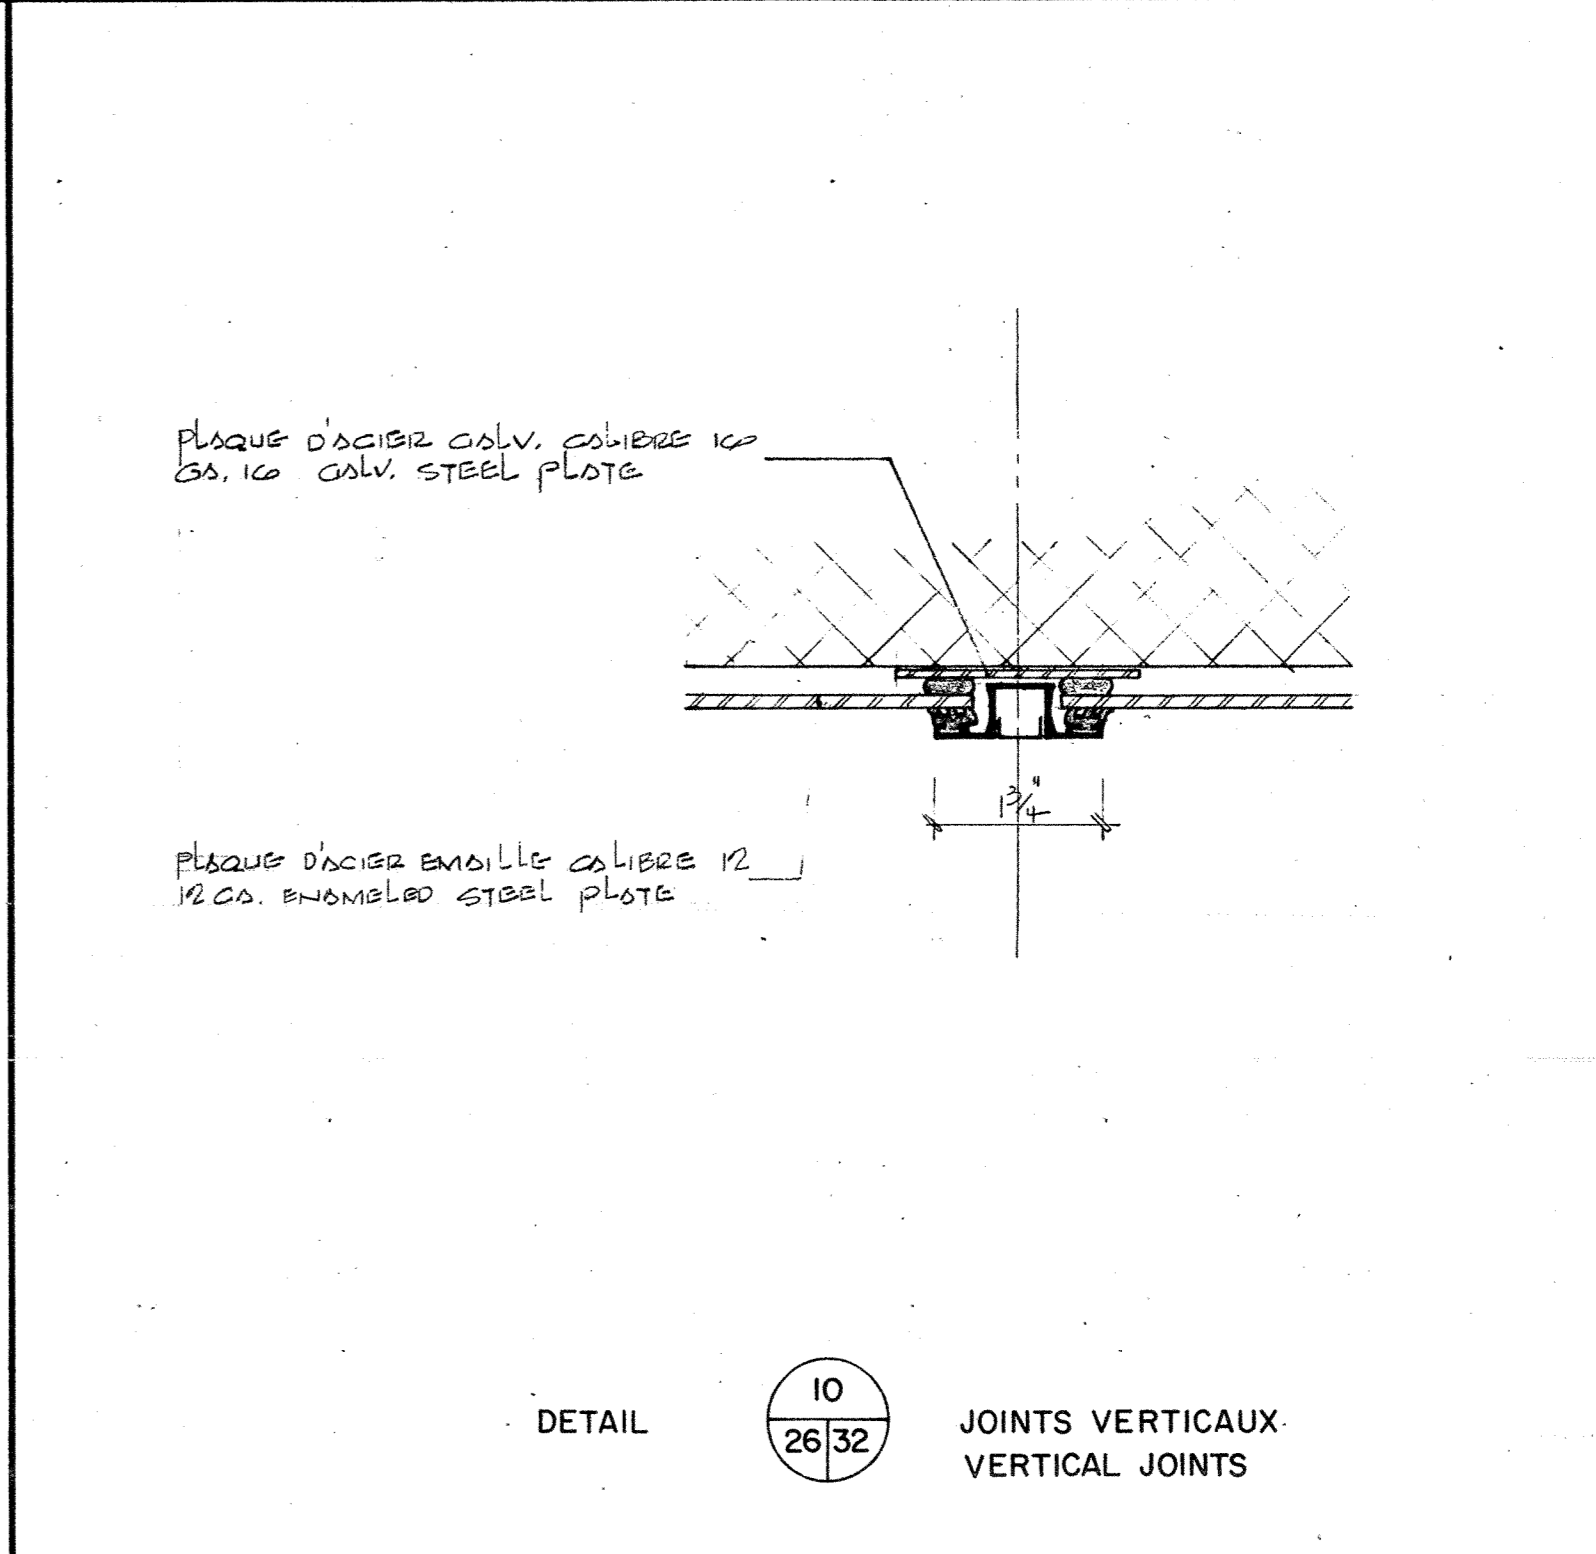 PLAQUE D'ACIER GALV. CALIBRE 16
GA. 16 GALV. STEEL PLATE
1 3/4"
PLAQUE D'ACIER EMAILLE CALIBRE 12
12 GA. ENAMELED STEEL PLATE
DETAIL
10
26 32
JOINTS VERTICAUX
VERTICAL JOINTS